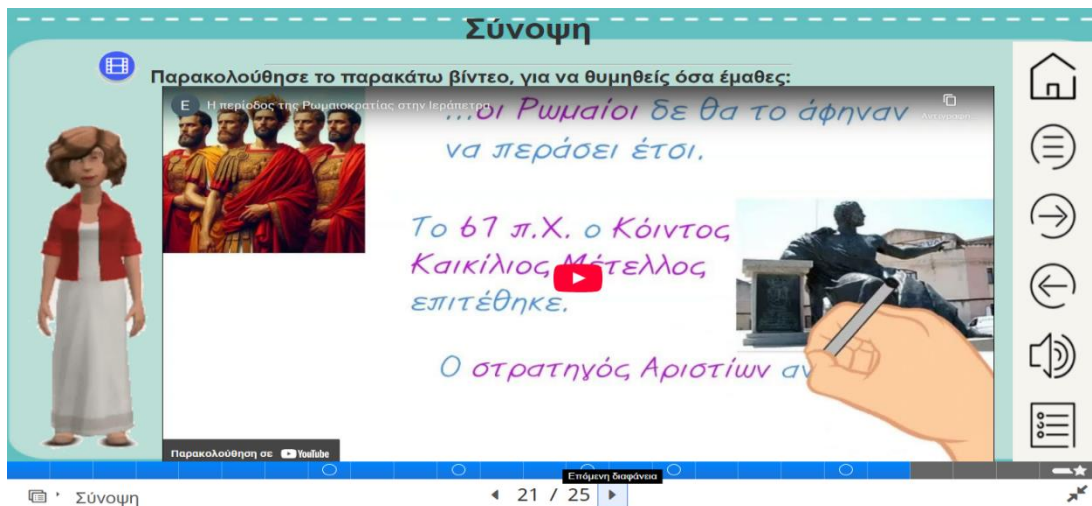 Σύνοψη
Παρακολούθησε το παρακάτω βίντεο, για να θυμηθείς όσα έμαθες:
E Η περίοδος της Ρωμαιοκρατίας στην Ιεράπετρα
...οι Ρωμαίοι δε θα το άφηναν
να περάσει έτσι.
Το 67 π.Χ. ο Κόιντος
Καικίλιος Μέτελλος
επιτέθηκε.
Ο στρατηγός Αριστίων αν
Παρακολούθηση σε YouTube
Επόμενη διαφάνεια
Σύνοψη
21 / 25